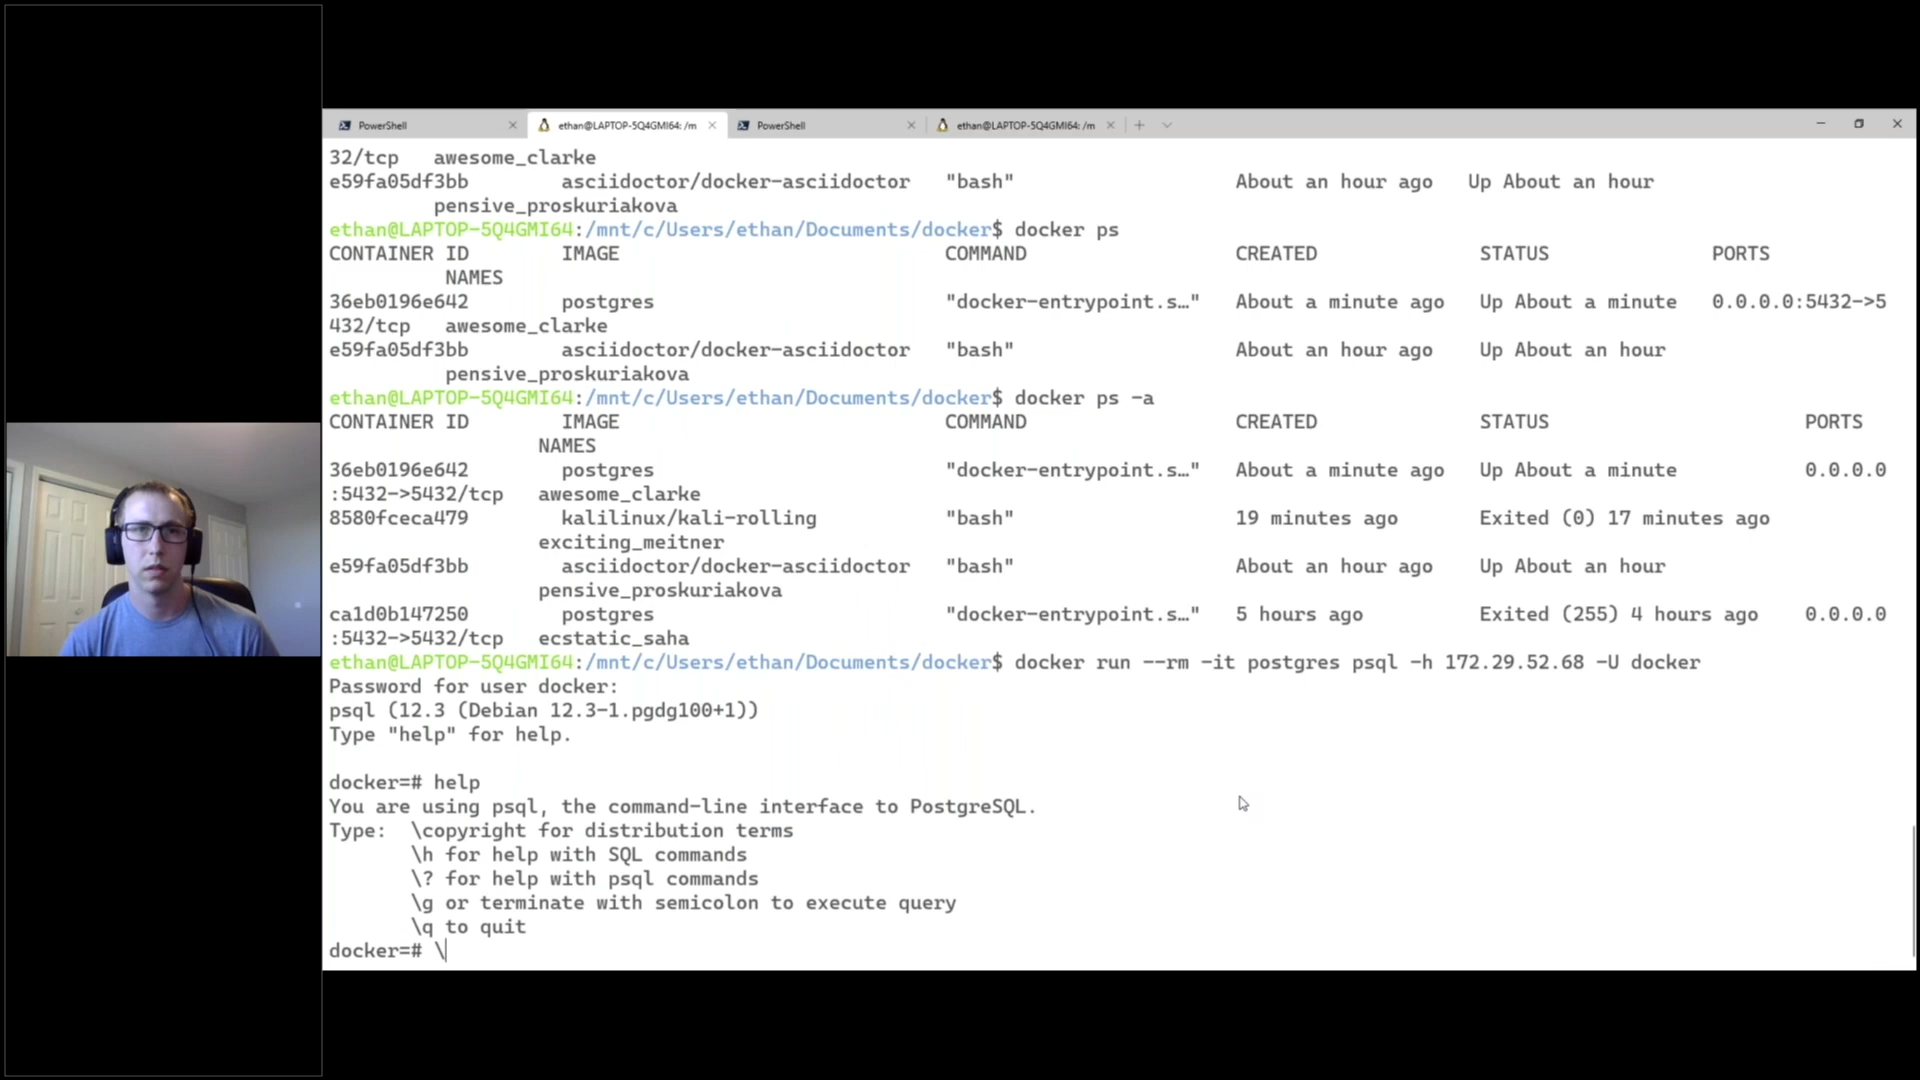 PowerShell
ethan@LAPTOP-5Q4GMI64: /m
PowerShell
ethan@LAPTOP-5Q4GMI64: /m
32/tcp   awesome_clarke
e59fa05df3bb        asciidoctor/docker-asciidoctor   "bash"                   About an hour ago   Up About an hour
         pensive_proskuriakova
ethan@LAPTOP-5Q4GMI64:/mnt/c/Users/ethan/Documents/docker$ docker ps
CONTAINER ID        IMAGE                            COMMAND                  CREATED              STATUS              PORTS
          NAMES
36eb0196e642        postgres                         "docker-entrypoint.s…"   About a minute ago   Up About a minute   0.0.0.0:5432->5
432/tcp   awesome_clarke
e59fa05df3bb        asciidoctor/docker-asciidoctor   "bash"                   About an hour ago    Up About an hour
          pensive_proskuriakova
ethan@LAPTOP-5Q4GMI64:/mnt/c/Users/ethan/Documents/docker$ docker ps -a
CONTAINER ID        IMAGE                            COMMAND                  CREATED              STATUS                      PORTS
                  NAMES
36eb0196e642        postgres                         "docker-entrypoint.s…"   About a minute ago   Up About a minute           0.0.0.0
:5432->5432/tcp   awesome_clarke
8580fceca479        kalilinux/kali-rolling           "bash"                   19 minutes ago       Exited (0) 17 minutes ago
                  exciting_meitner
e59fa05df3bb        asciidoctor/docker-asciidoctor   "bash"                   About an hour ago    Up About an hour
                  pensive_proskuriakova
ca1d0b147250        postgres                         "docker-entrypoint.s…"   5 hours ago          Exited (255) 4 hours ago    0.0.0.0
:5432->5432/tcp   ecstatic_saha
ethan@LAPTOP-5Q4GMI64:/mnt/c/Users/ethan/Documents/docker$ docker run --rm -it postgres psql -h 172.29.52.68 -U docker
Password for user docker:
psql (12.3 (Debian 12.3-1.pgdg100+1))
Type "help" for help.
docker=# help
You are using psql, the command-line interface to PostgreSQL.
Type:  \copyright for distribution terms
       \h for help with SQL commands
       \? for help with psql commands
       \g or terminate with semicolon to execute query
       \q to quit
docker=# \